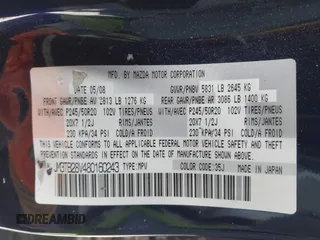 MFD. BY MAZDA MOTOR CORPORATION
DATE 05/08 GVWR/PNBV 5831 LB 2645 KG
FRONT GAWR/PNBE AV 2813 LB 1276 KG REAR GAWR/PNBE AR 3086 LB 1400 KG
WITH/AVEC P245/50R20 102V TIRES/PNEUS WITH/AVEC P245/50R20 102V TIRES/PNEUS
20X7 1/2J RIMS/JANTES 20X7 1/2J RIMS/JANTES
230 KPA/34 PSI COLD/A FROID 230 KPA/34 PSI COLD/A FROID
THIS VEHICLE CONFORMS TO ALL APPLICABLE FEDERAL MOTOR VEHICLE SAFETY STANDARDS IN EFFECT ON THE DATE OF MANUFACTURE SHOWN ABOVE.
TYPE:MPV COLOR CODE:35J MADE IN JAPAN
© DREAMBID